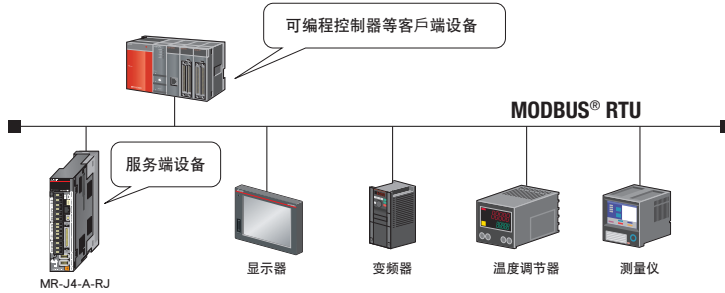 可编程控制器等客戶端设备
MODBUS® RTU
服务端设备
MR-J4-A-RJ
显示器
变频器
温度调节器
测量仪